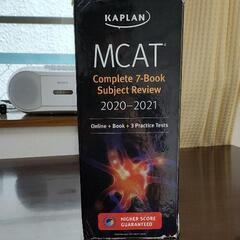 KAPLAN
MCAT
Complete 7-Book
Subject Review
2020–2021
Online + Book + 3 Practice Tests
HIGHER SCORE
GUARANTEED